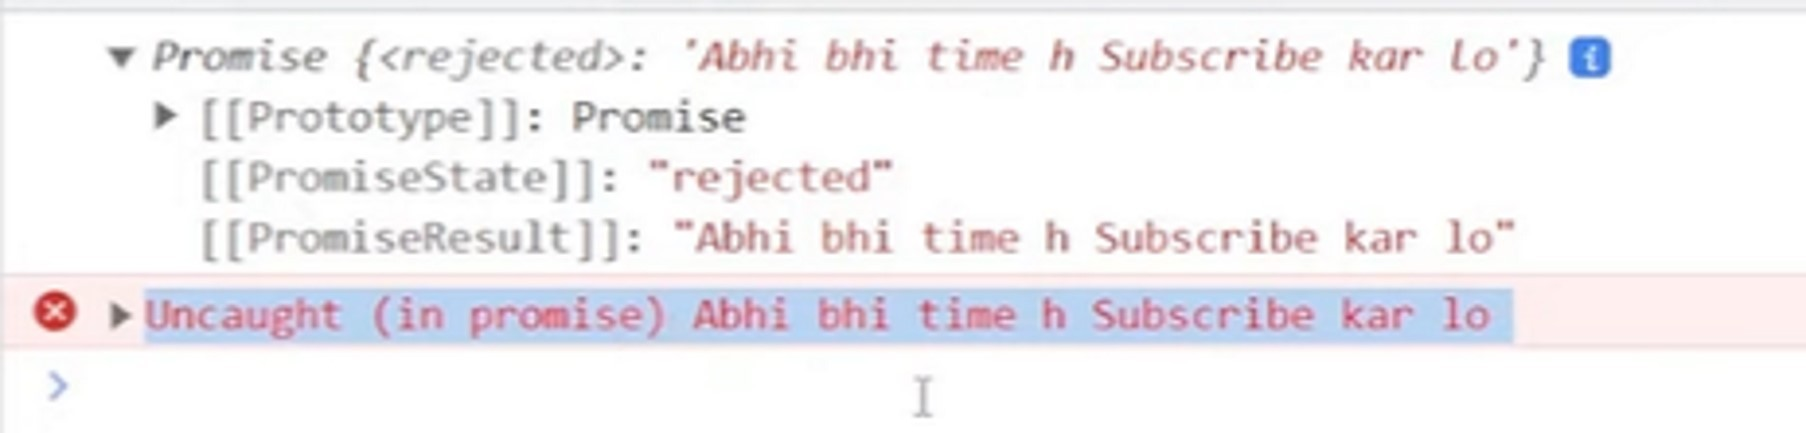 Promise {<rejected>: 'Abhi bhi time h Subscribe kar lo'} i
[[Prototype]]: Promise
[[PromiseState]]: "rejected"
[[PromiseResult]]: "Abhi bhi time h Subscribe kar lo"
Uncaught (in promise) Abhi bhi time h Subscribe kar lo